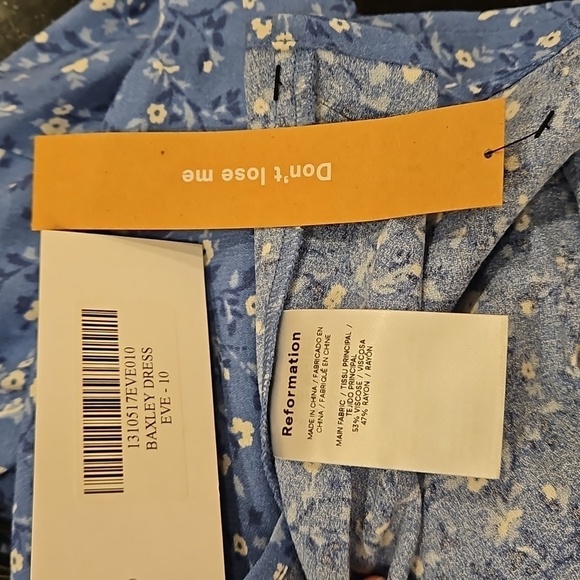 Don't lose me
1310517EVE010
BAXLEY DRESS
EVE - 10
Reformation
MADE IN CHINA / FABRICADO EN
CHINA / FABRIQUÉ EN CHINE
MAIN FABRIC / TISSU PRINCIPAL /
TEJIDO PRINCIPAL
53% VISCOSE / VISCOSA
47% RAYON / RAYÓN